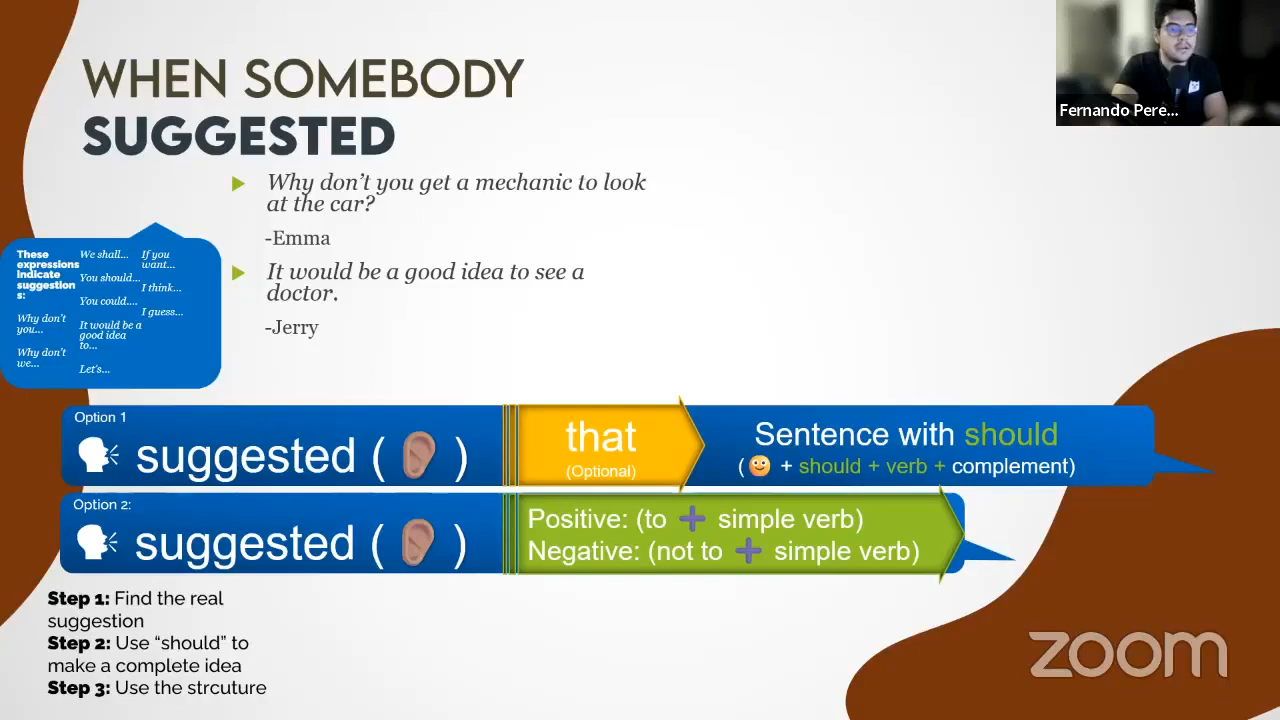 WHEN SOMEBODY
SUGGESTED
Why don't you get a mechanic to look
at the car?
-Emma
It would be a good idea to see a
doctor.
-Jerry
These
expressions
indicate
suggestion
s:
Why don't
you...
Why don't
we...
We shall...
You should...
You could....
It would be a
good idea
to...
Let's...
If you
want...
I think...
I guess...
Option 1
suggested ( )
that
(Optional)
Sentence with should
( + should + verb + complement)
Option 2:
suggested ( )
Positive: (to + simple verb)
Negative: (not to + simple verb)
Step 1: Find the real
suggestion
Step 2: Use “should” to
make a complete idea
Step 3: Use the strcuture
Fernando Pere...
zoom